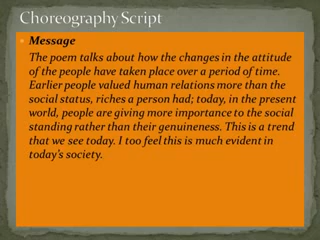 Choreography Script
Message
The poem talks about how the changes in the attitude
of the people have taken place over a period of time.
Earlier people valued human relations more than the
social status, riches a person had; today, in the present
world, people are giving more importance to the social
standing rather than their genuineness. This is a trend
that we see today. I too feel this is much evident in
today's society.